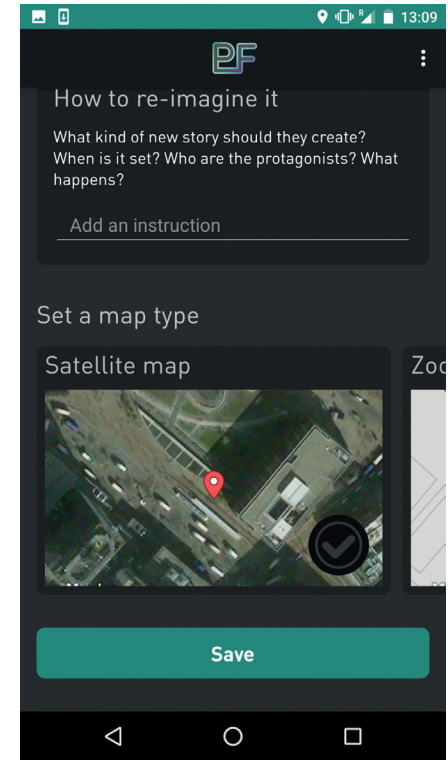 R 13:09
PF
How to re-imagine it
What kind of new story should they create?
When is it set? Who are the protagonists? What
happens?
Add an instruction
Set a map type
Satellite map
Zoo
Save